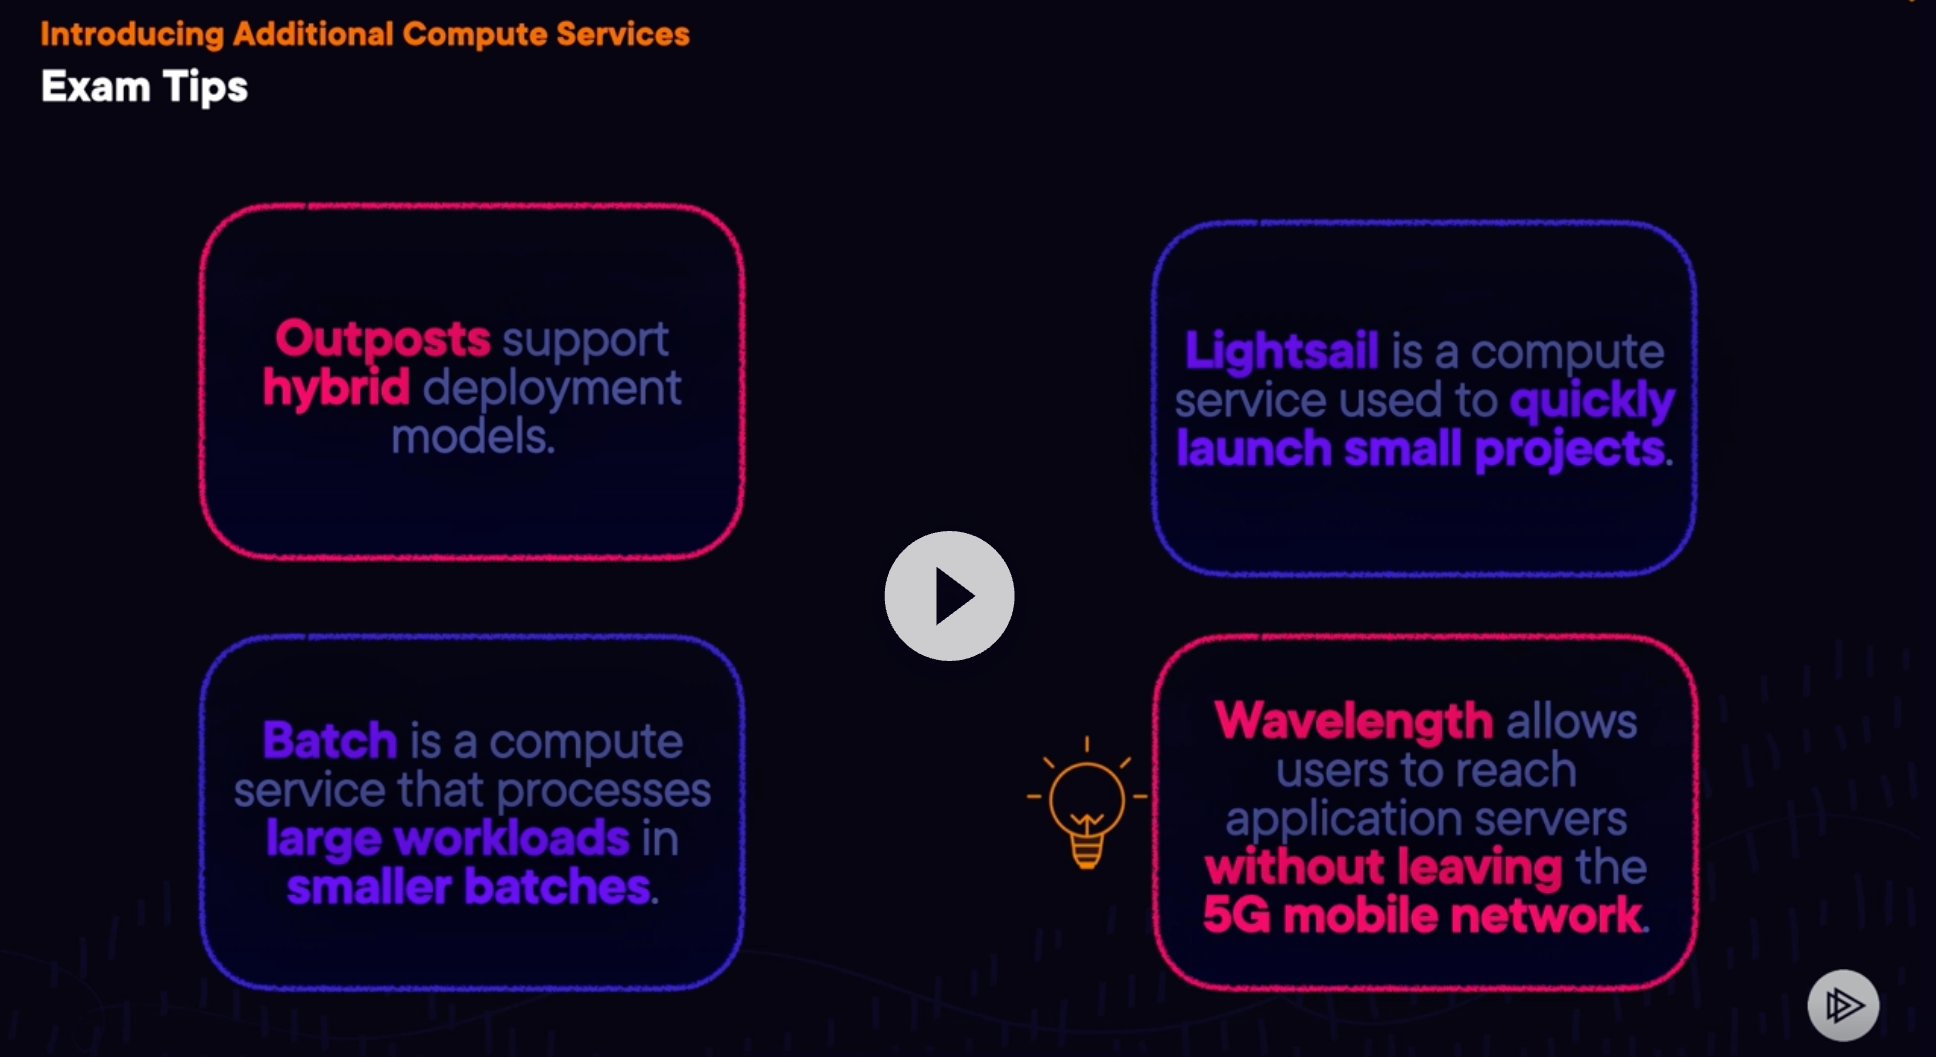 Introducing Additional Compute Services
Exam Tips
Outposts support
hybrid deployment
models.
Lightsail is a compute
service used to quickly
launch small projects.
Batch is a compute
service that processes
large workloads in
smaller batches.
Wavelength allows
users to reach
application servers
without leaving the
5G mobile network.